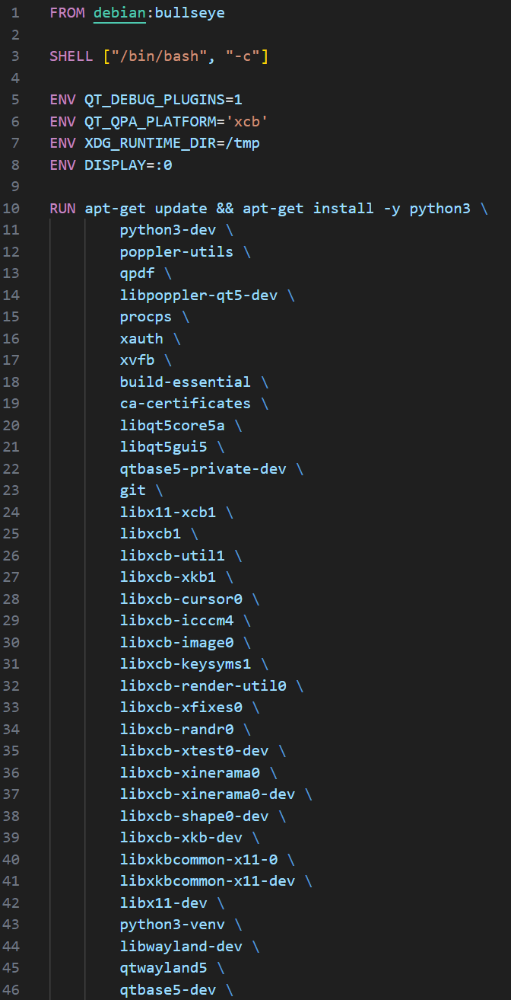 1 FROM debian:bullseye
2
3 SHELL ["/bin/bash", "-c"]
4
5 ENV QT_DEBUG_PLUGINS=1
6 ENV QT_QPA_PLATFORM='xcb'
7 ENV XDG_RUNTIME_DIR=/tmp
8 ENV DISPLAY=:0
9
10 RUN apt-get update && apt-get install -y python3 \
11 python3-dev \
12 poppler-utils \
13 qpdf \
14 libpoppler-qt5-dev \
15 procps \
16 xauth \
17 xvfb \
18 build-essential \
19 ca-certificates \
20 libqt5core5a \
21 libqt5gui5 \
22 qtbase5-private-dev \
23 git \
24 libx11-xcb1 \
25 libxcb1 \
26 libxcb-util1 \
27 libxcb-xkb1 \
28 libxcb-cursor0 \
29 libxcb-icccm4 \
30 libxcb-image0 \
31 libxcb-keysyms1 \
32 libxcb-render-util0 \
33 libxcb-xfixes0 \
34 libxcb-randr0 \
35 libxcb-xtest0-dev \
36 libxcb-xinerama0 \
37 libxcb-xinerama0-dev \
38 libxcb-shape0-dev \
39 libxcb-xkb-dev \
40 libxkbcommon-x11-0 \
41 libxkbcommon-x11-dev \
42 libx11-dev \
43 python3-venv \
44 libwayland-dev \
45 qtwayland5 \
46 qtbase5-dev \